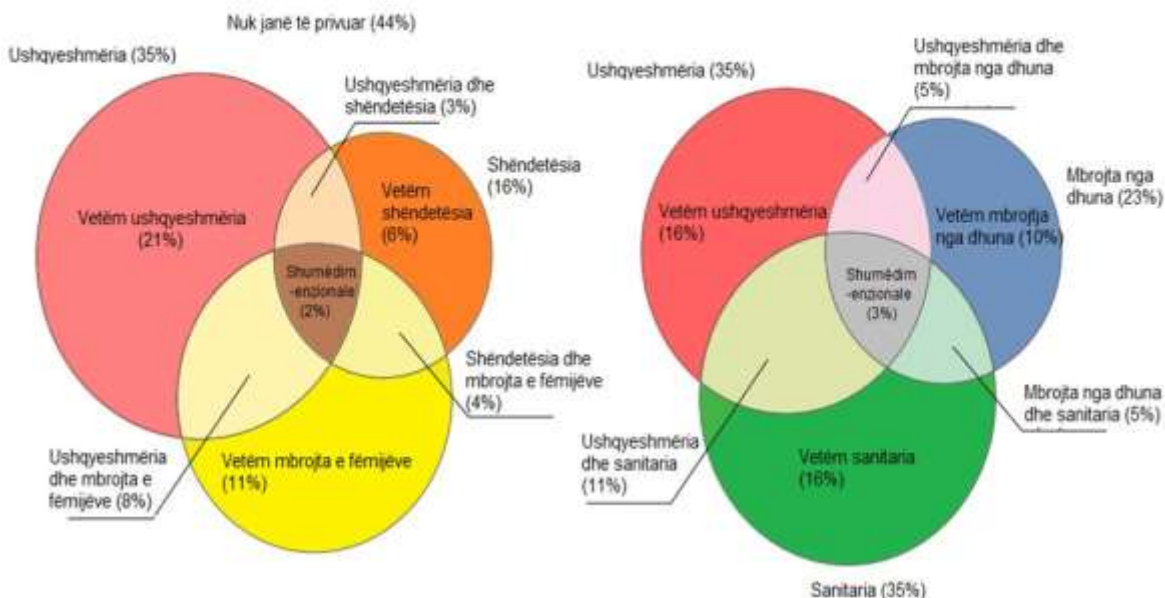 Nuk janë të privuar (44%)
Ushqyeshmëria (35%)
Ushqyeshmëria dhe
shëndetësia (3%)
Shëndetësia
(16%)
Vetëm ushqyeshmëria
(21%)
Vetëm
shëndetësia
(6%)
Shumëdim
-enzionale
(2%)
Shëndetësia dhe
mbrojta e fëmijëve
(4%)
Ushqyeshmëria
dhe mbrojta e
fëmijëve (8%)
Vetëm mbrojta e fëmijëve
(11%)
Ushqyeshmëria (35%)
Ushqyeshmëria dhe
mbrojta nga dhuna
(5%)
Mbrojta nga
dhuna (23%)
Vetëm ushqyeshmëria
(16%)
Vetëm mbrojtja
nga dhuna (10%)
Shumëdim
-enzionale
(3%)
Mbrojta nga dhuna
dhe sanitaria (5%)
Ushqyeshmëria
dhe sanitaria
(11%)
Vetëm sanitaria
(16%)
Sanitaria (35%)